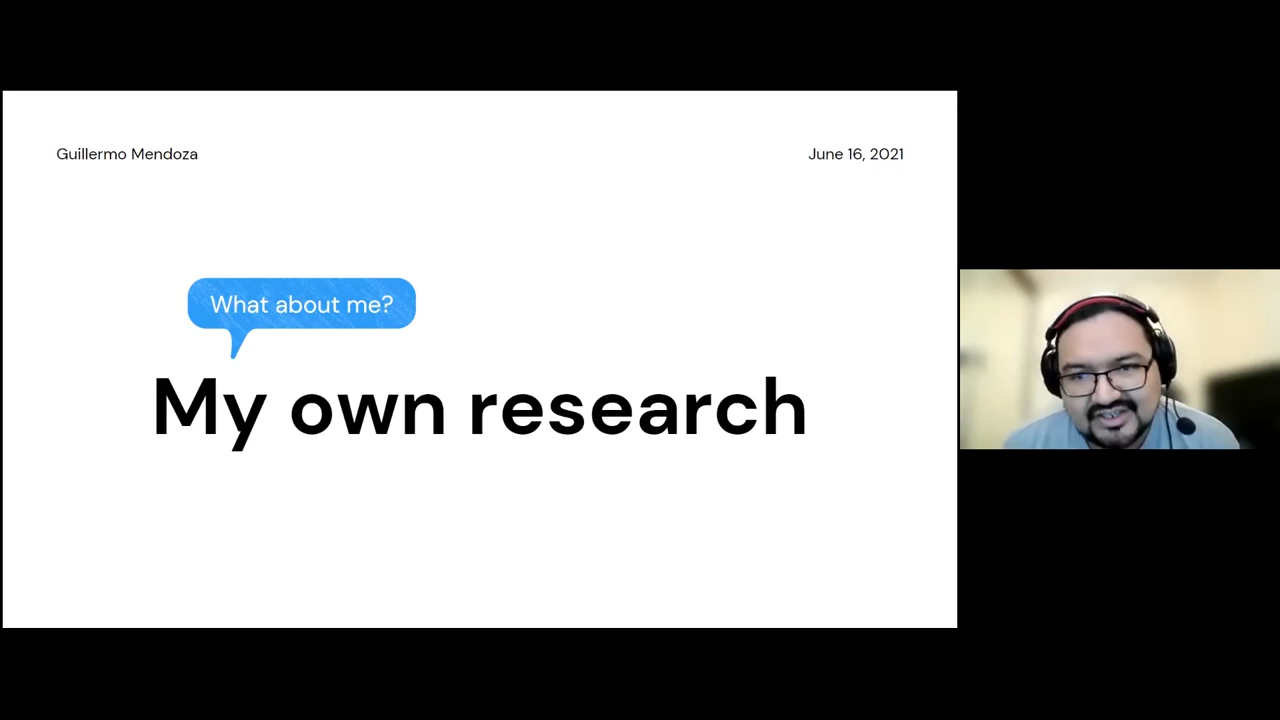 Guillermo Mendoza
June 16, 2021
What about me?
My own research